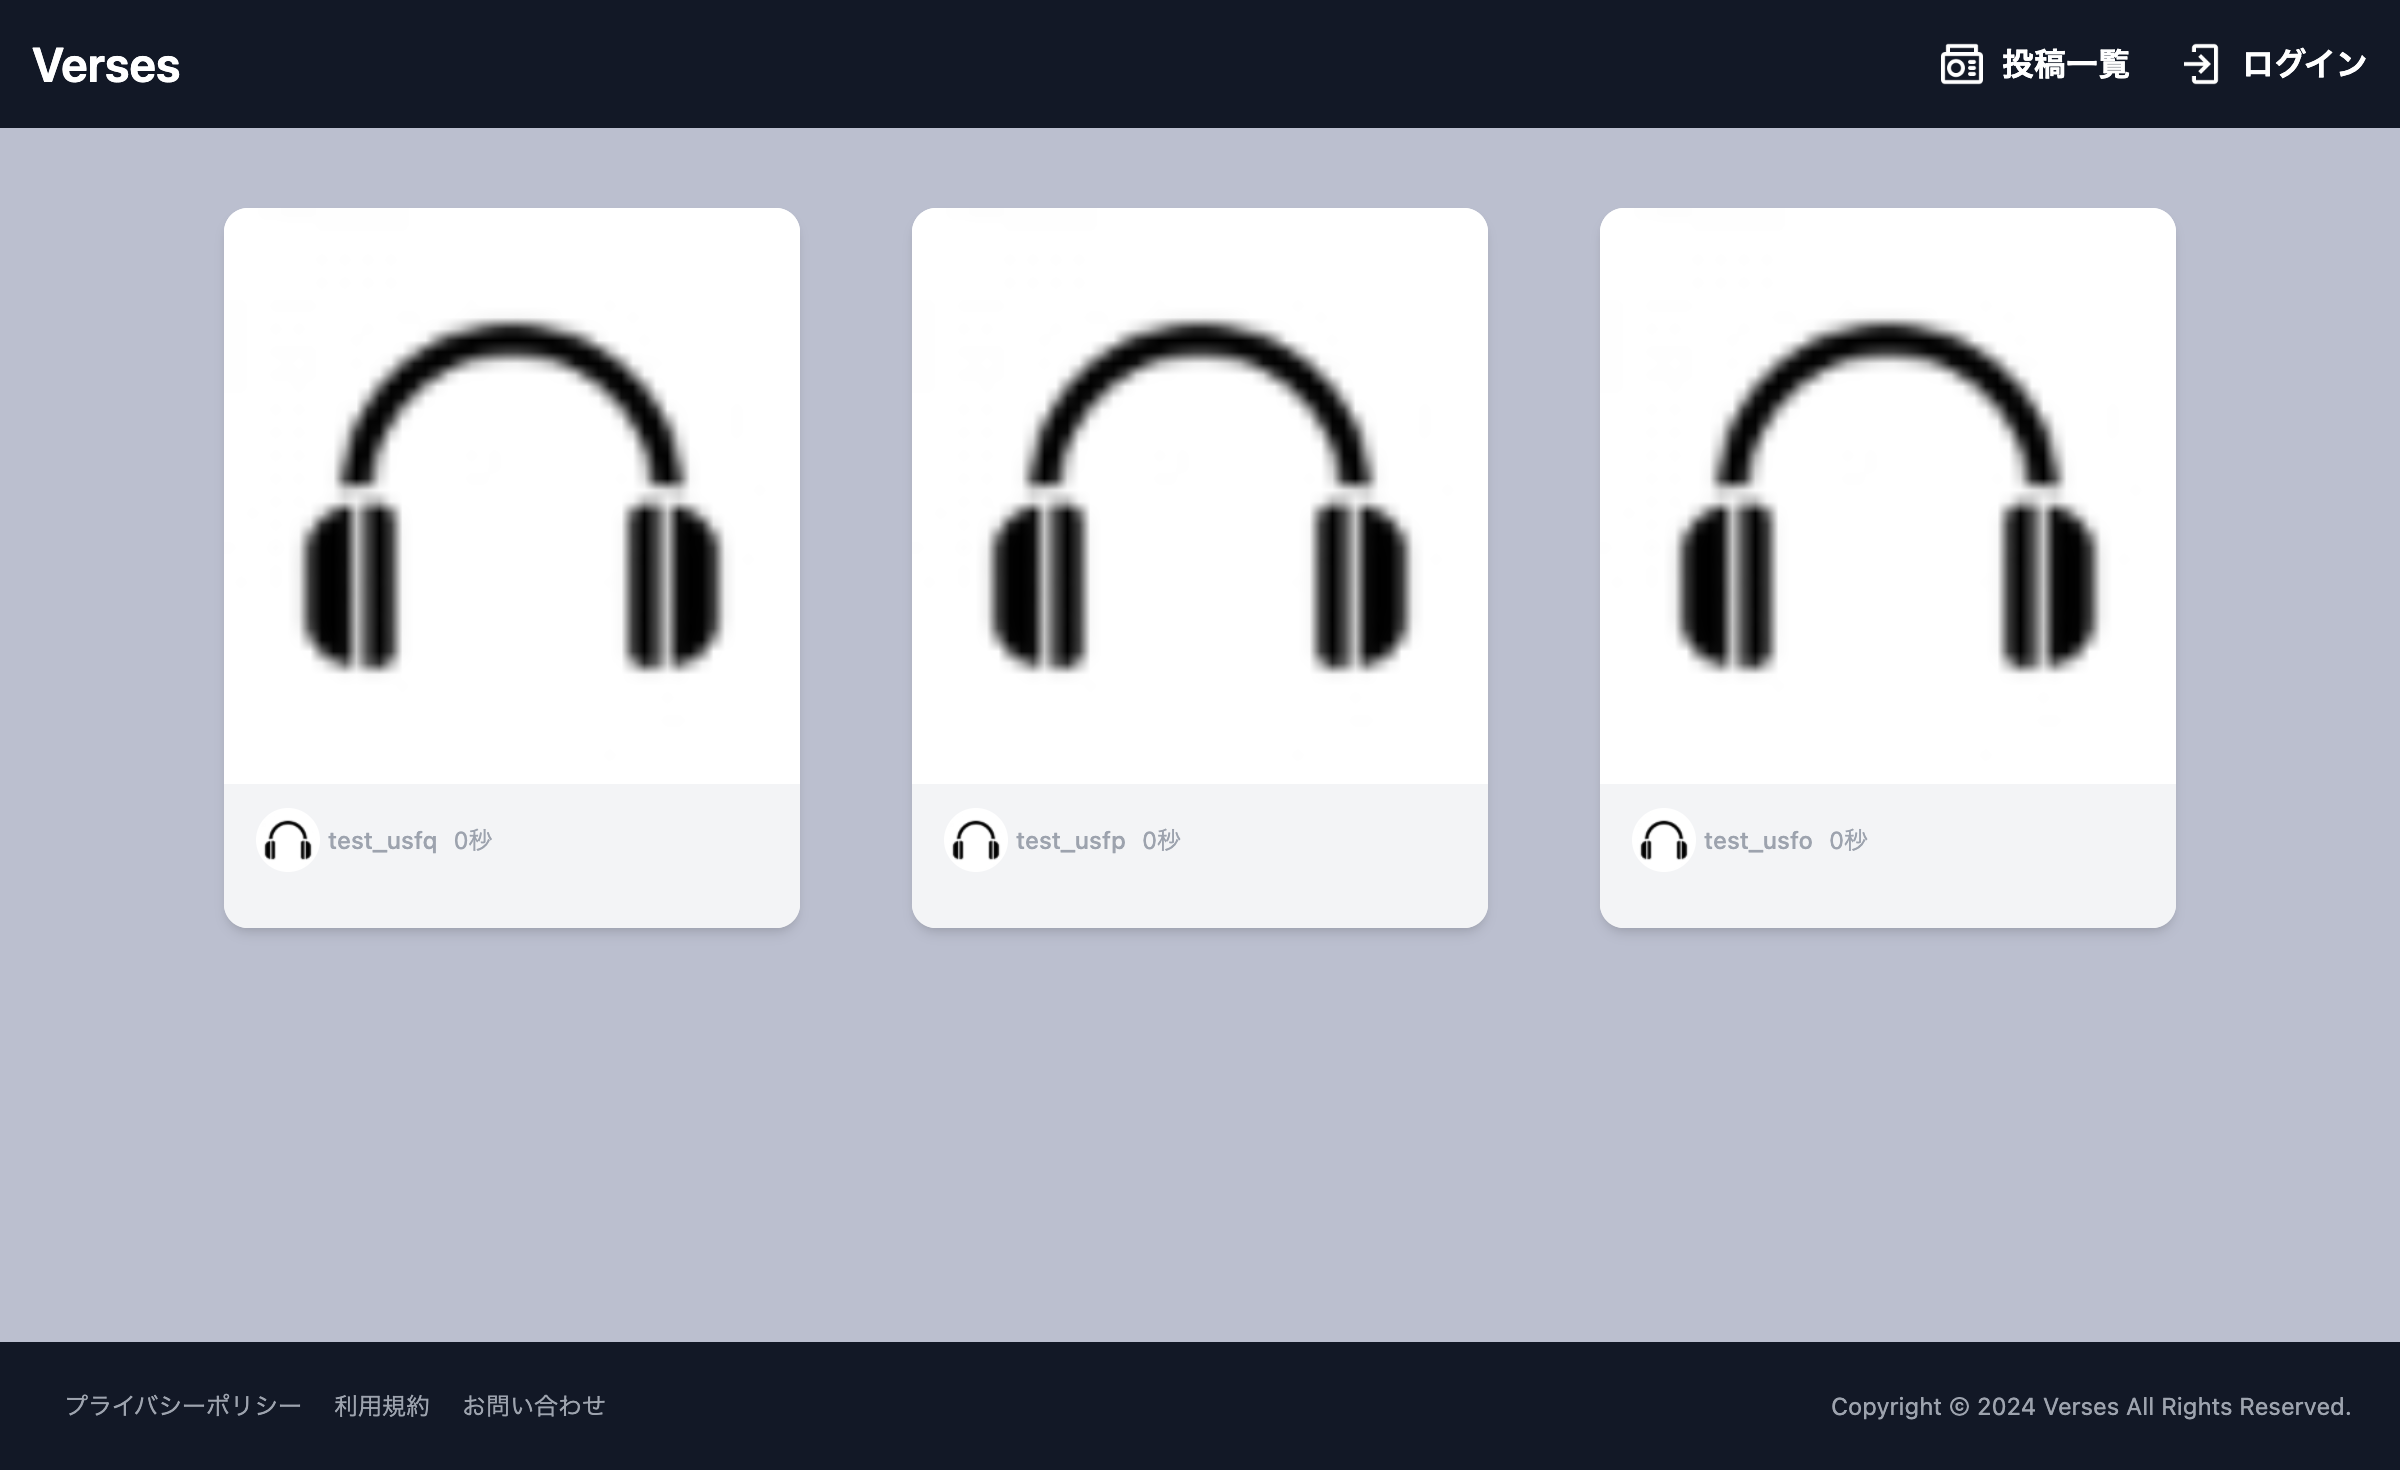 Verses
投稿一覧
ログイン
test_usfq 0秒
test_usfp 0秒
test_usfo 0秒
プライバシーポリシー 利用規約 お問い合わせ
Copyright © 2024 Verses All Rights Reserved.